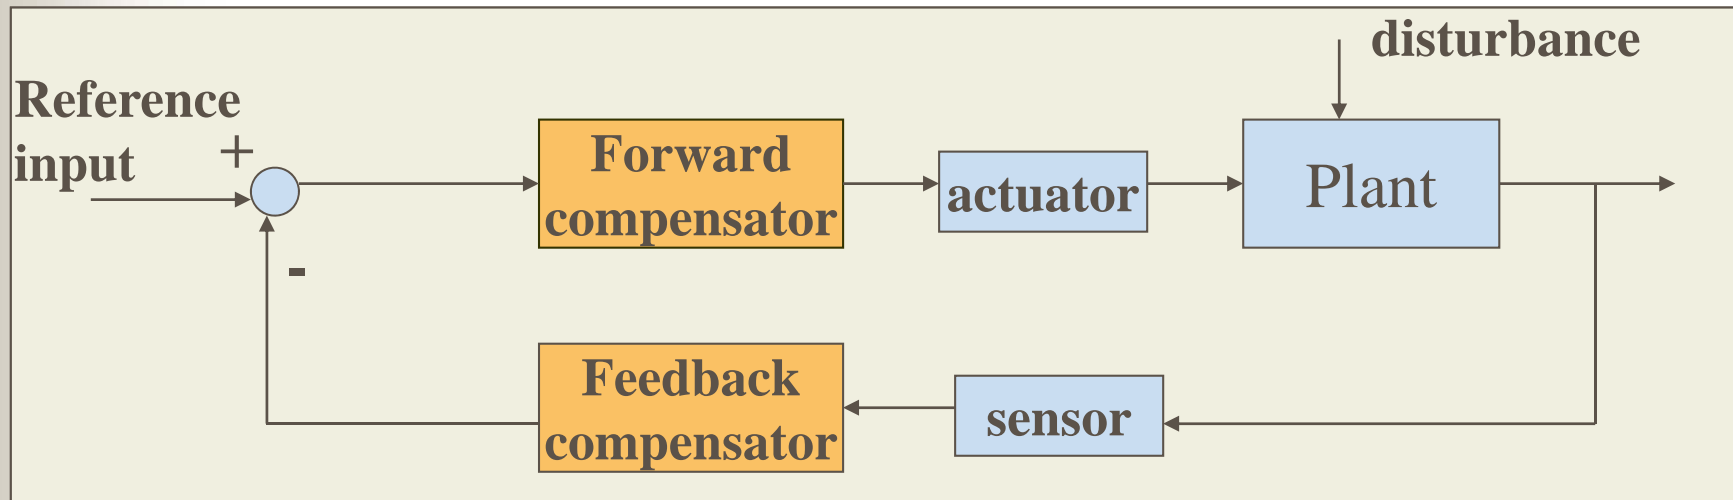 disturbance
Reference
input
+
Forward
compensator
actuator
Plant
-
Feedback
compensator
sensor